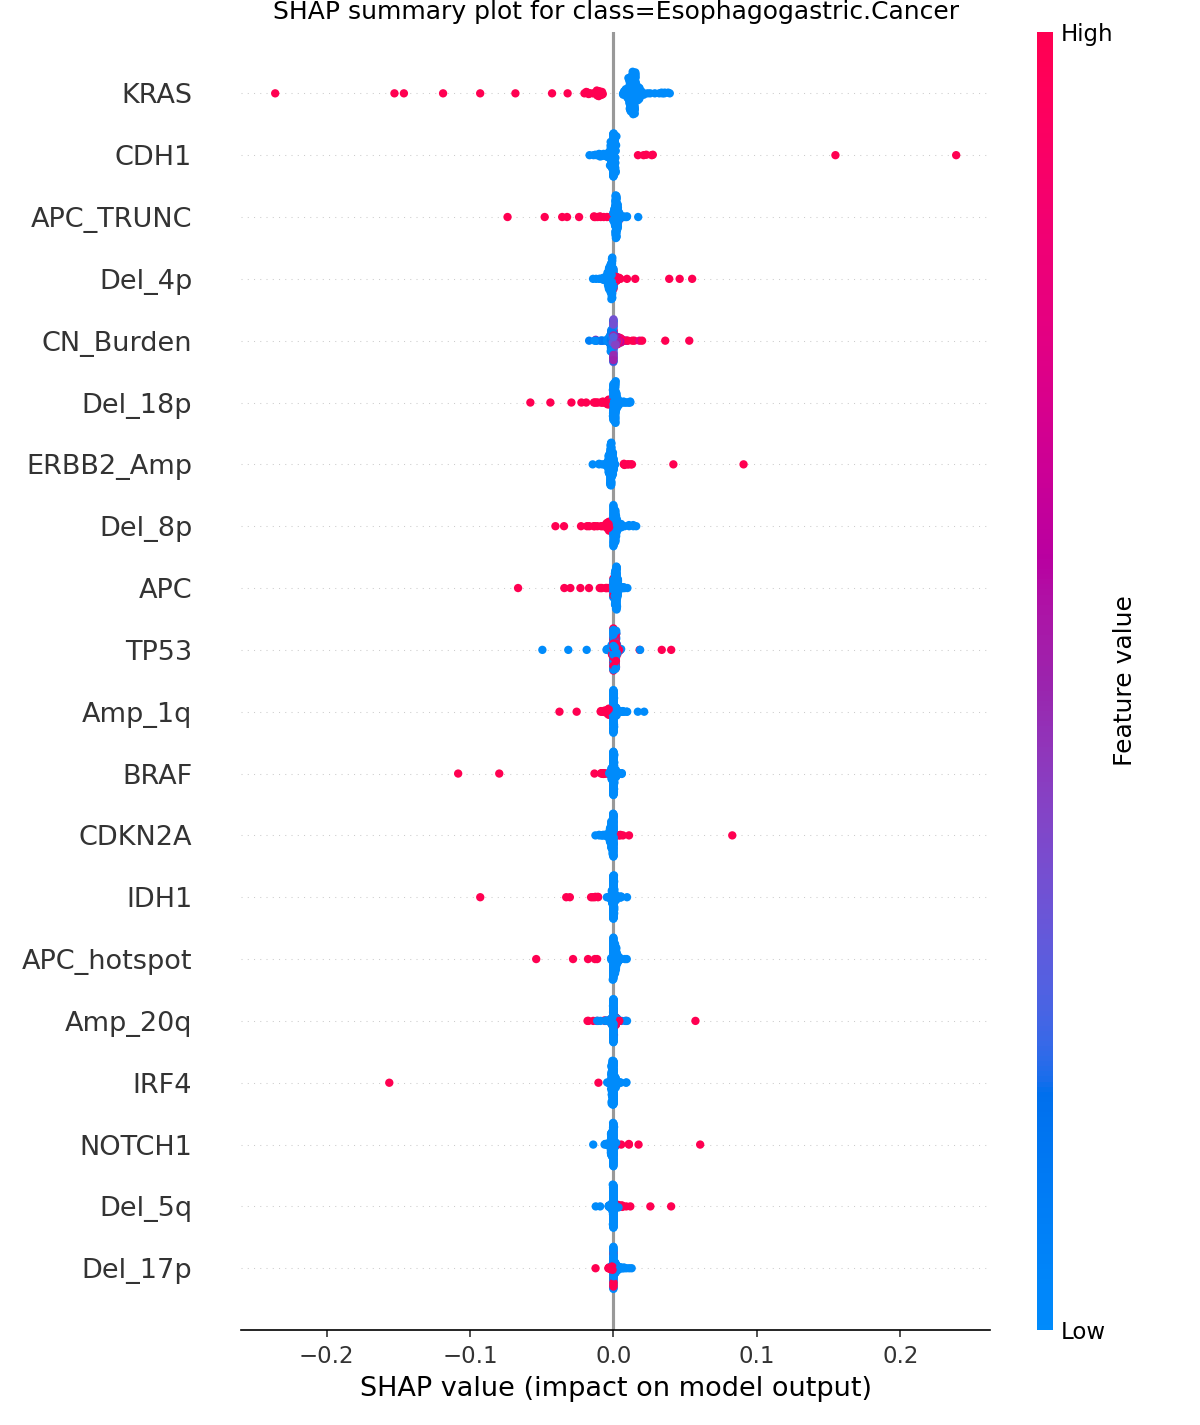 SHAP summary plot for class=Esophagogastric.Cancer
High
KRAS
CDH1
APC_TRUNC
Del_4p
CN_Burden
Del_18p
ERBB2_Amp
Del_8p
APC
TP53
Amp_1q
BRAF
CDKN2A
IDH1
APC_hotspot
Amp_20q
IRF4
NOTCH1
Del_5q
Del_17p
Feature value
Low
−0.2 −0.1 0.0 0.1 0.2
SHAP value (impact on model output)